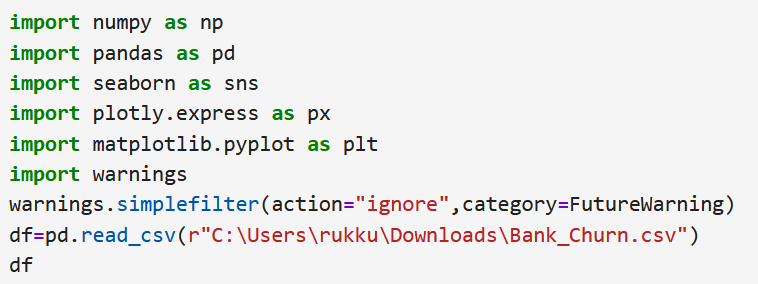 import numpy as np
import pandas as pd
import seaborn as sns
import plotly.express as px
import matplotlib.pyplot as plt
import warnings
warnings.simplefilter(action="ignore",category=FutureWarning)
df=pd.read_csv(r"C:\Users\rukku\Downloads\Bank_Churn.csv")
df